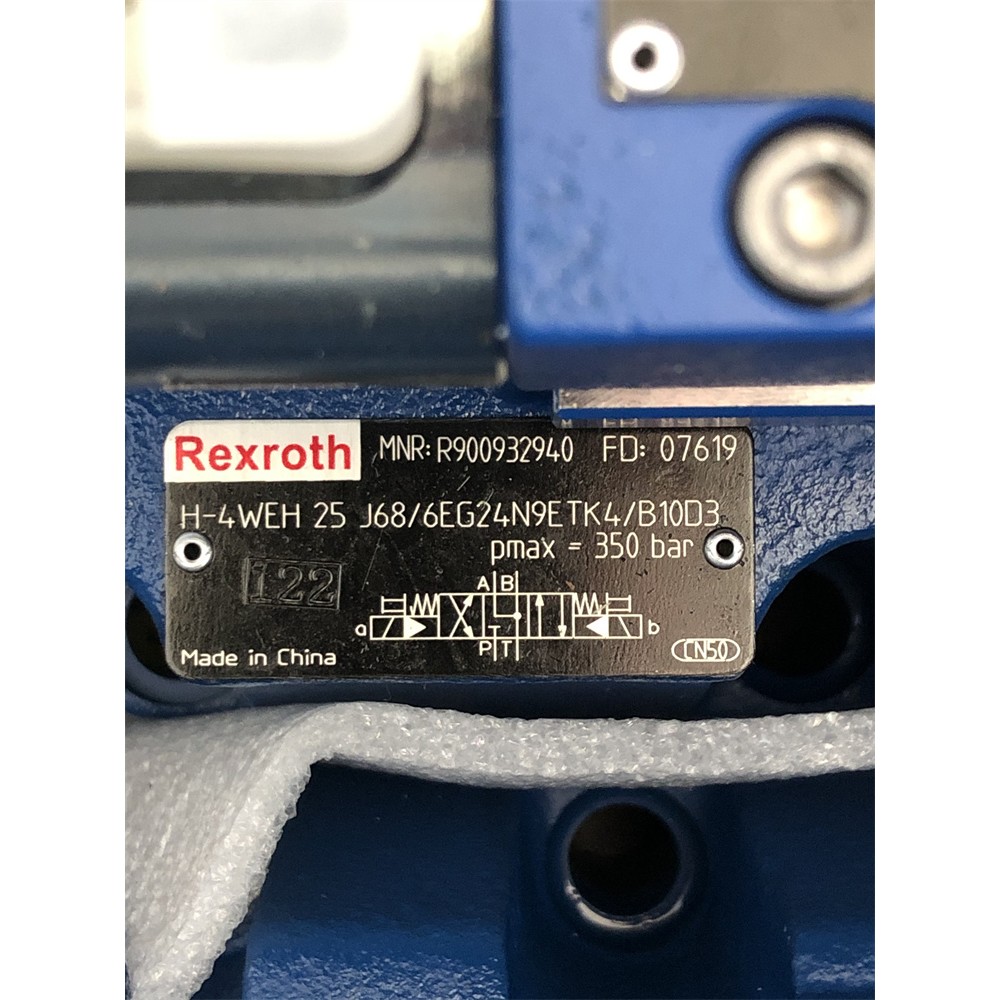 Rexroth MNR: R900932940 FD: 07619
H-4WEH 25 J68/6EG24N9ETK4/B10D3
pmax = 350 bar
122
A B
a b
P T
Made in China CN50